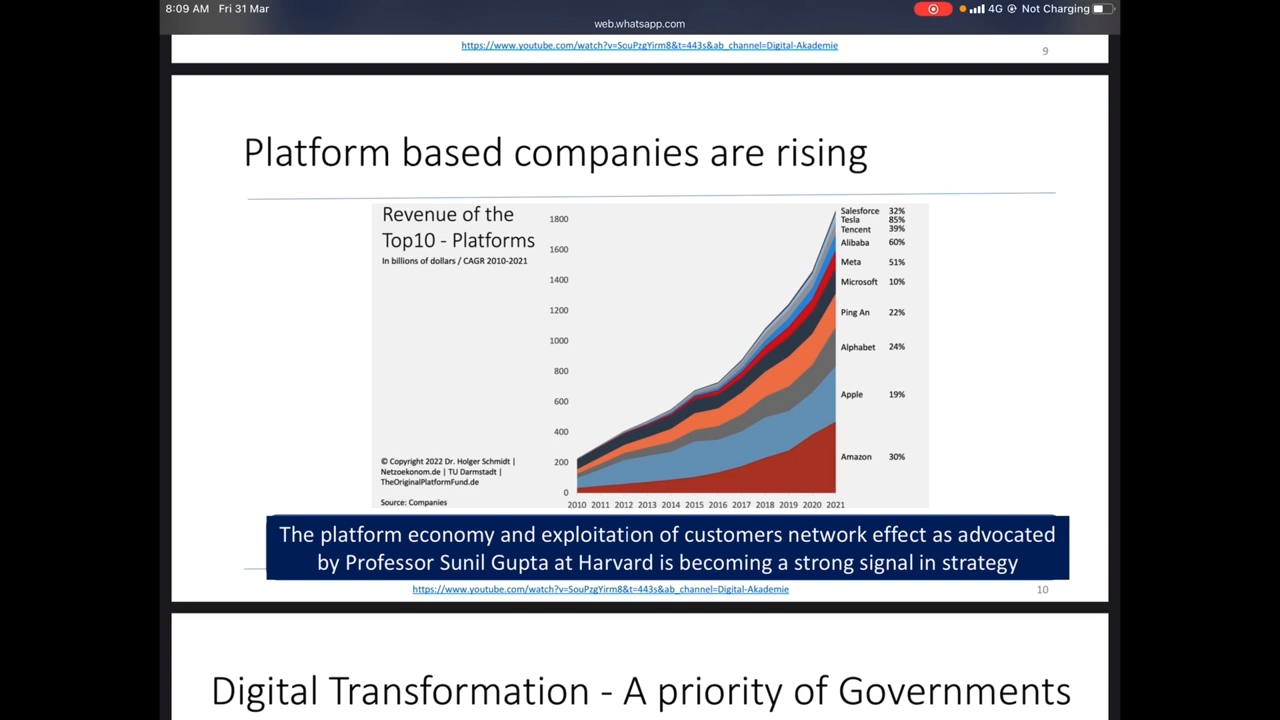 8:09 AM Fri 31 Mar
4G Not Charging
web.whatsapp.com
https://www.youtube.com/watch?v=SouPzgYirm8&t=443s&ab_channel=Digital-Akademie
9
Platform based companies are rising
Revenue of the
Top10 - Platforms
In billions of dollars / CAGR 2010-2021
1800
1600
1400
1200
1000
800
600
400
200
0
2010 2011 2012 2013 2014 2015 2016 2017 2018 2019 2020 2021
Salesforce 32%
Tesla 85%
Tencent 39%
Alibaba 60%
Meta 51%
Microsoft 10%
Ping An 22%
Alphabet 24%
Apple 19%
Amazon 30%
© Copyright 2022 Dr. Holger Schmidt |
Netzoekonom.de | TU Darmstadt |
TheOriginalPlatformFund.de
Source: Companies
The platform economy and exploitation of customers network effect as advocated
by Professor Sunil Gupta at Harvard is becoming a strong signal in strategy
https://www.youtube.com/watch?v=SouPzgYirm8&t=443s&ab_channel=Digital-Akademie
10
Digital Transformation - A priority of Governments